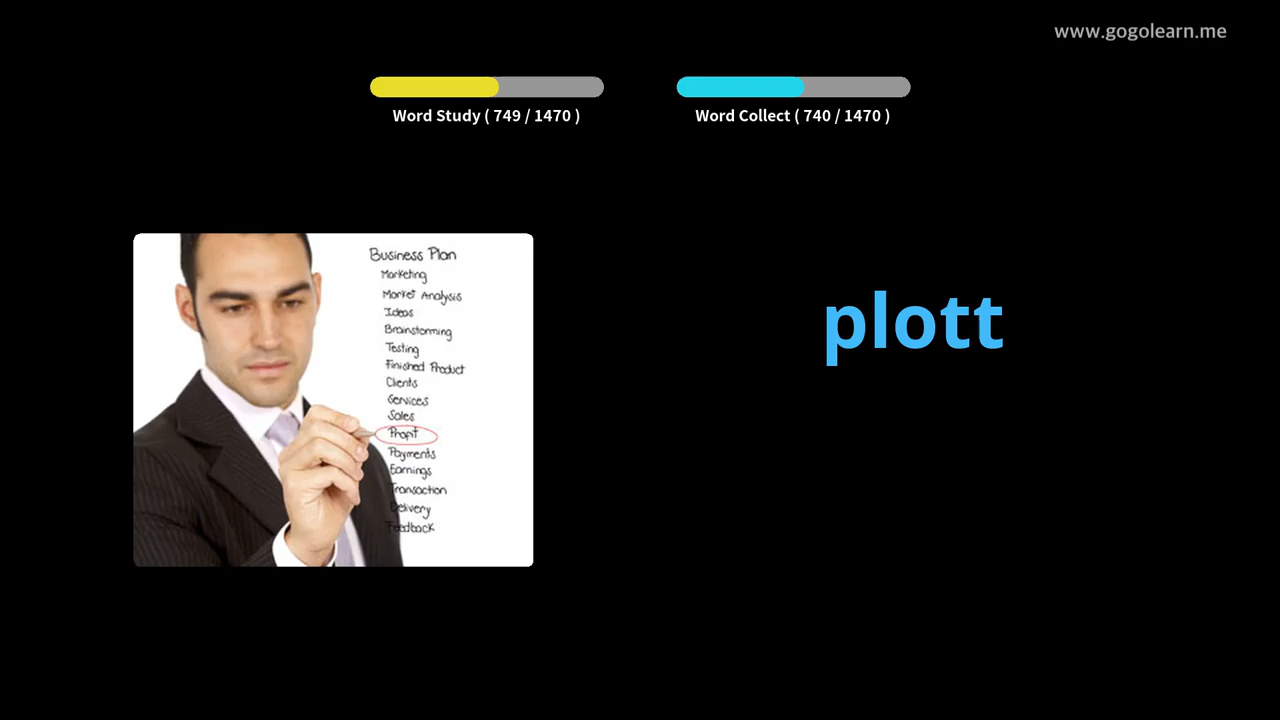 www.gogolearn.me
Word Study ( 749 / 1470 )
Word Collect ( 740 / 1470 )
Business Plan
Marketing
Market Analysis
Ideas
Brainstorming
Testing
Finished Product
Clients
Services
Sales
Profit
Payments
Earnings
Transaction
Delivery
Feedback
plott